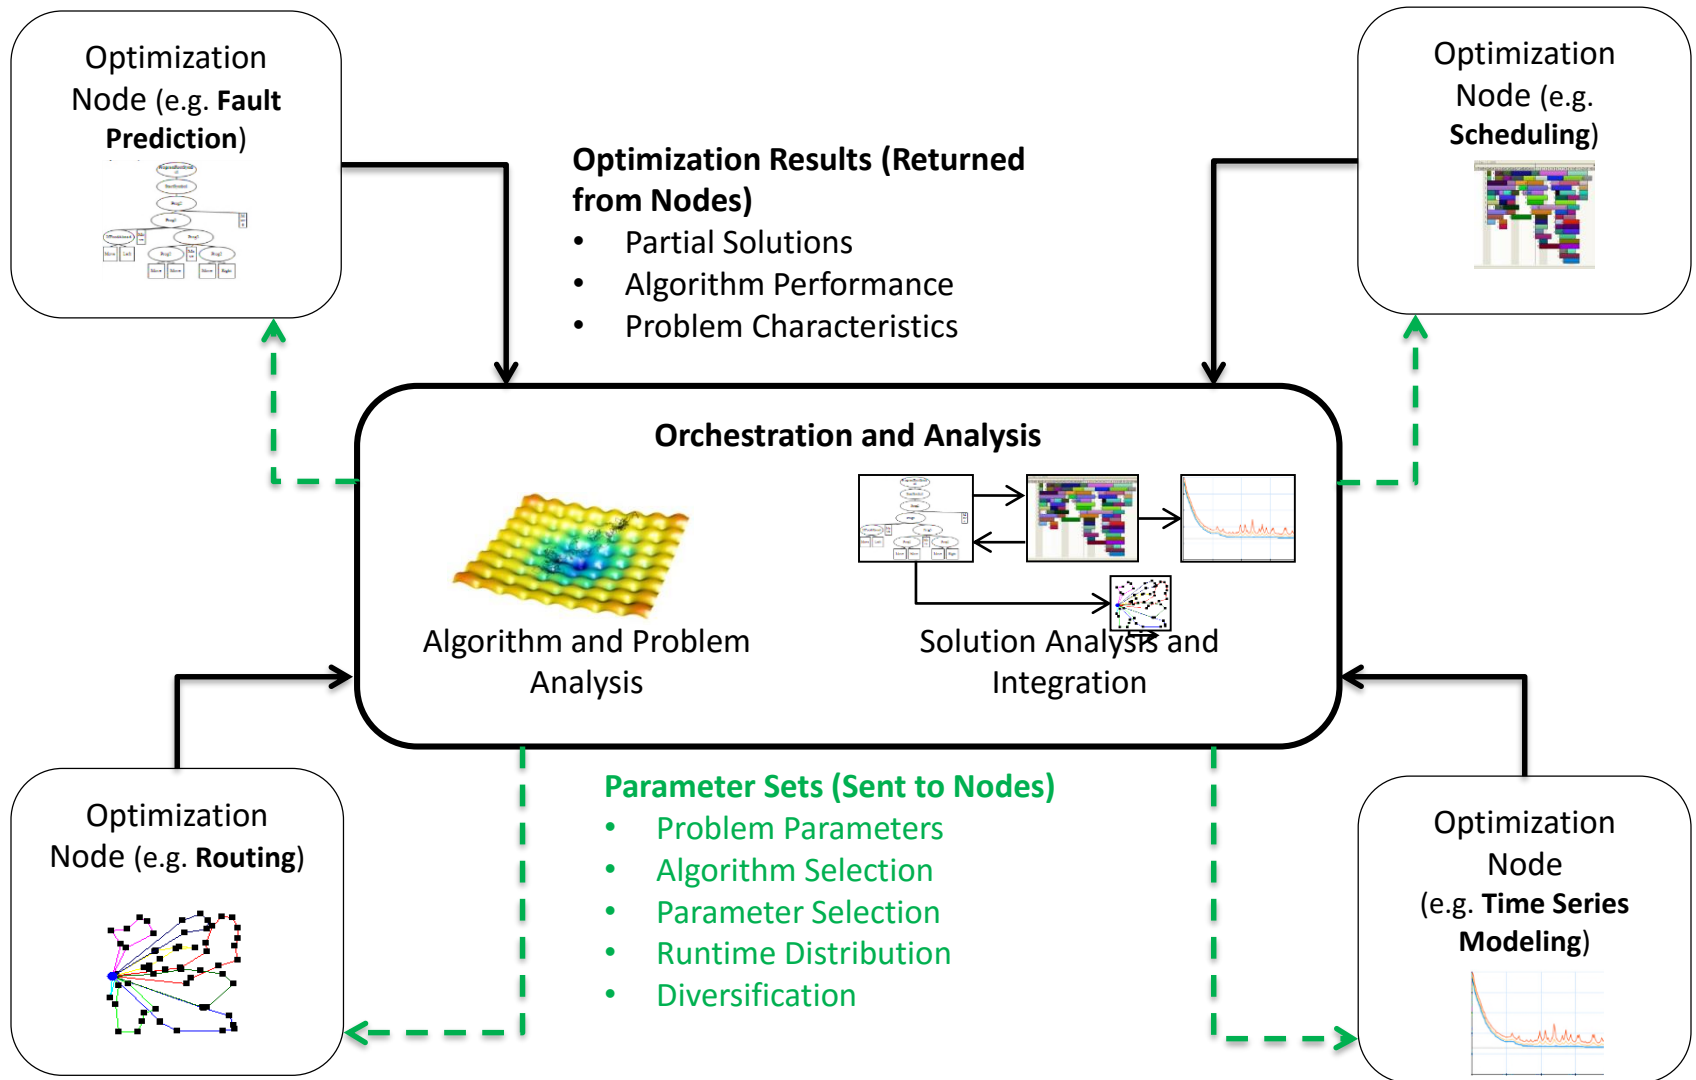 Optimization
Node (e.g. Fault
Prediction)
Optimization
Node (e.g.
Scheduling)
Optimization Results (Returned
from Nodes)
• Partial Solutions
• Algorithm Performance
• Problem Characteristics
Orchestration and Analysis
Algorithm and Problem
Analysis
Solution Analysis and
Integration
Parameter Sets (Sent to Nodes)
• Problem Parameters
• Algorithm Selection
• Parameter Selection
• Runtime Distribution
• Diversification
Optimization
Node (e.g. Routing)
Optimization
Node
(e.g. Time Series
Modeling)